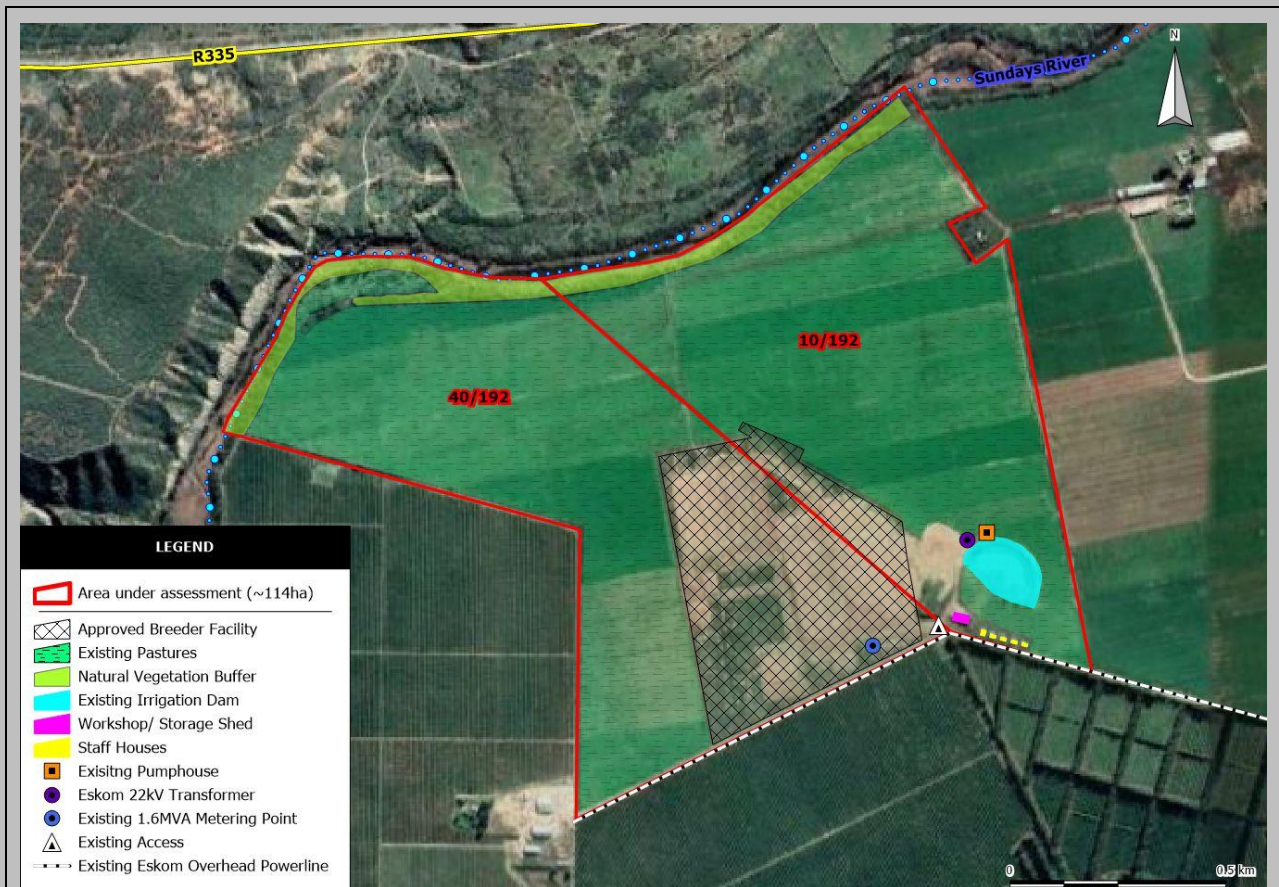 R335
Sundays River
N
10/192
40/192
LEGEND
Area under assessment (~114ha)
Approved Breeder Facility
Existing Pastures
Natural Vegetation Buffer
Existing Irrigation Dam
Workshop/ Storage Shed
Staff Houses
Exisitng Pumphouse
Eskom 22kV Transformer
Existing 1.6MVA Metering Point
Existing Access
Existing Eskom Overhead Powerline
0 0.5 km